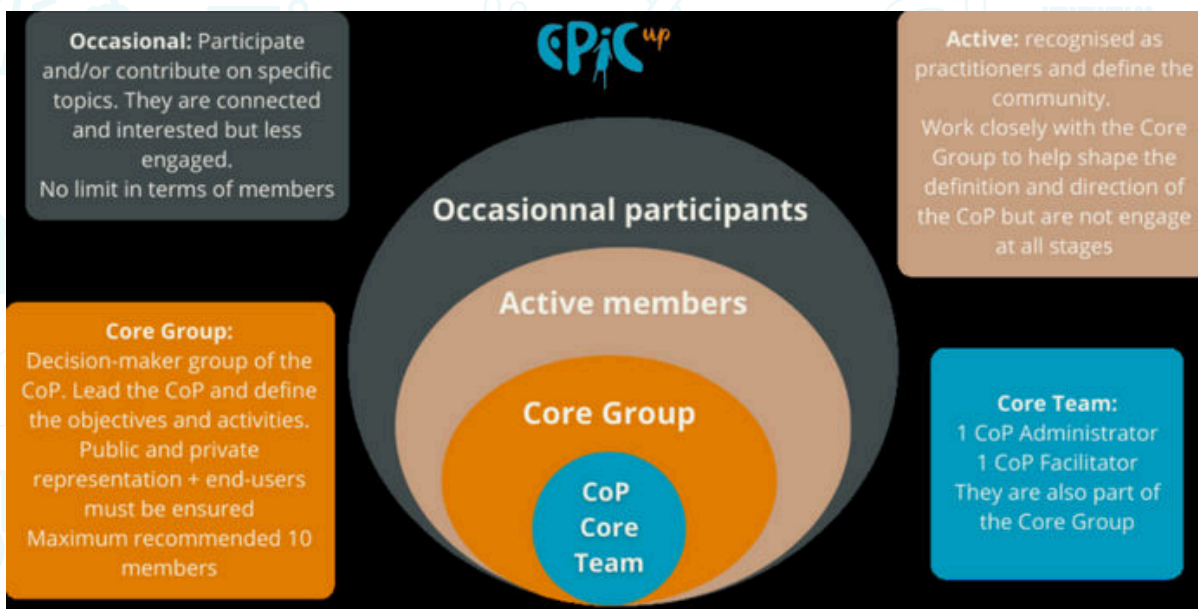 Occasional: Participate
and/or contribute on specific
topics. They are connected
and interested but less
engaged.
No limit in terms of members
EPiC up
Active: recognised as
practitioners and define the
community.
Work closely with the Core
Group to help shape the
definition and direction of
the CoP but are not engage
at all stages
Occasionnal participants
Active members
Core Group
CoP
Core
Team
Core Group:
Decision-maker group of the
CoP. Lead the CoP and define
the objectives and activities.
Public and private
representation + end-users
must be ensured
Maximum recommended 10
members
Core Team:
1 CoP Administrator
1 CoP Facilitator
They are also part of
the Core Group